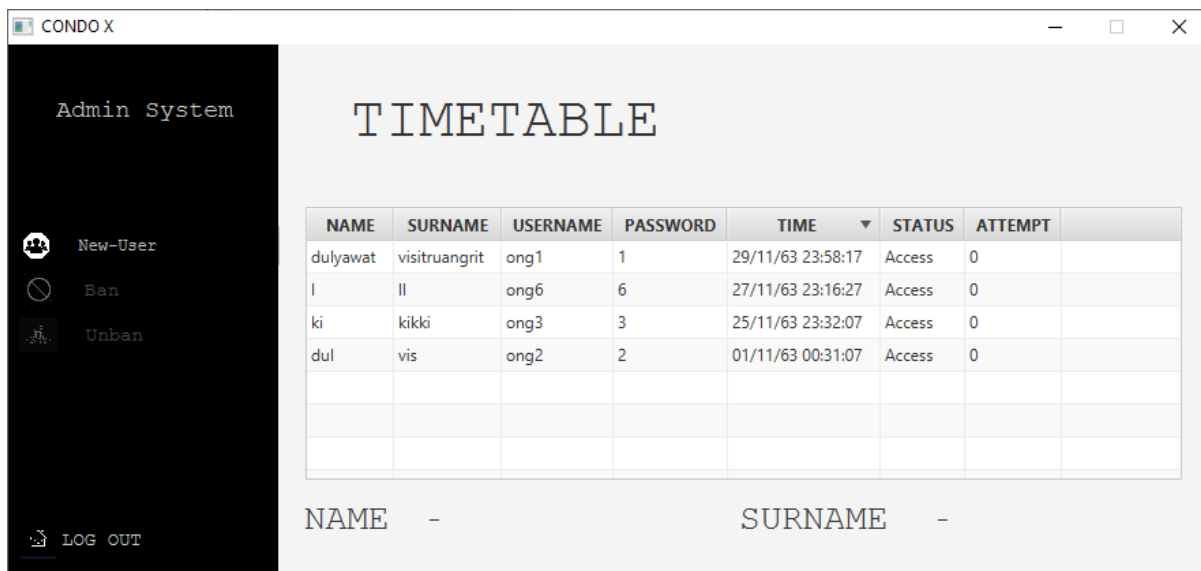 CONDO X
Admin System
TIMETABLE
New-User
Ban
Unban
LOG OUT
NAME SURNAME USERNAME PASSWORD TIME STATUS ATTEMPT
dulyawat visitruangrit ong1 1 29/11/63 23:58:17 Access 0
l ll ong6 6 27/11/63 23:16:27 Access 0
ki kikki ong3 3 25/11/63 23:32:07 Access 0
dul vis ong2 2 01/11/63 00:31:07 Access 0
NAME - SURNAME -